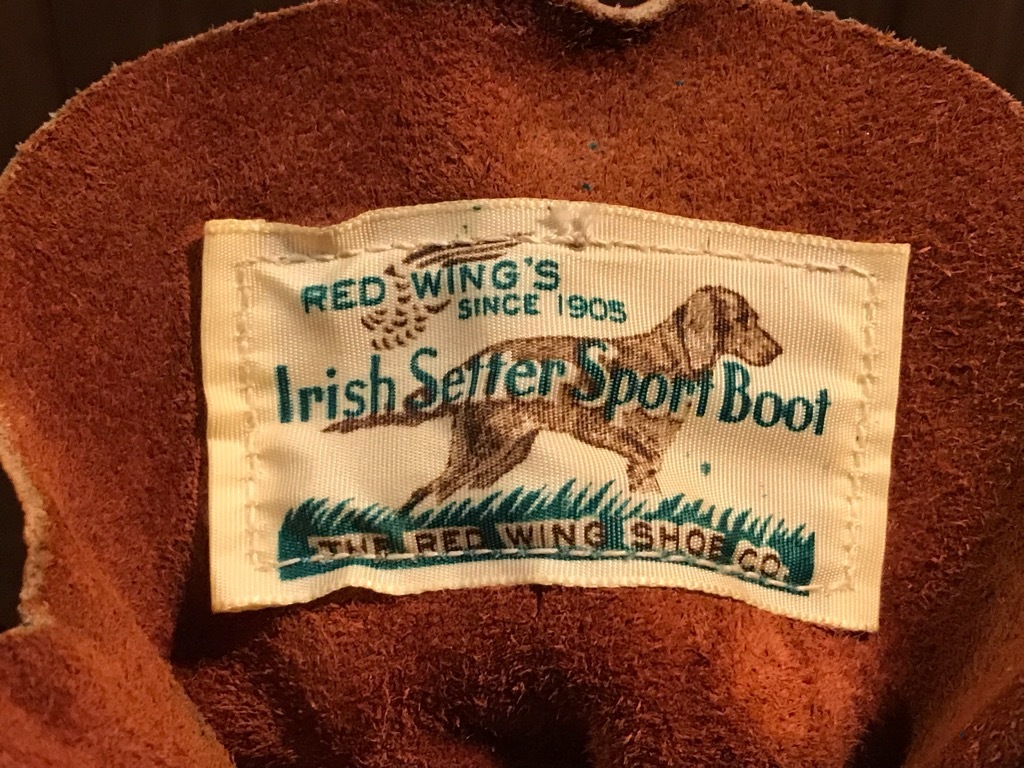 RED WING'S
SINCE 1905
Irish Setter Sport Boot
THE RED WING SHOE CO.